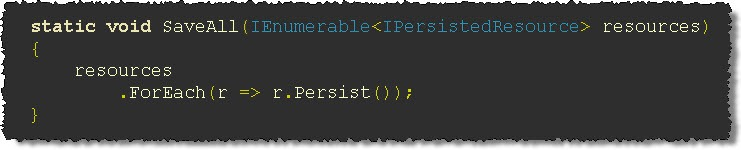 static void SaveAll(IEnumerable<IPersistedResource> resources)
{
    resources
        .ForEach(r => r.Persist());
}